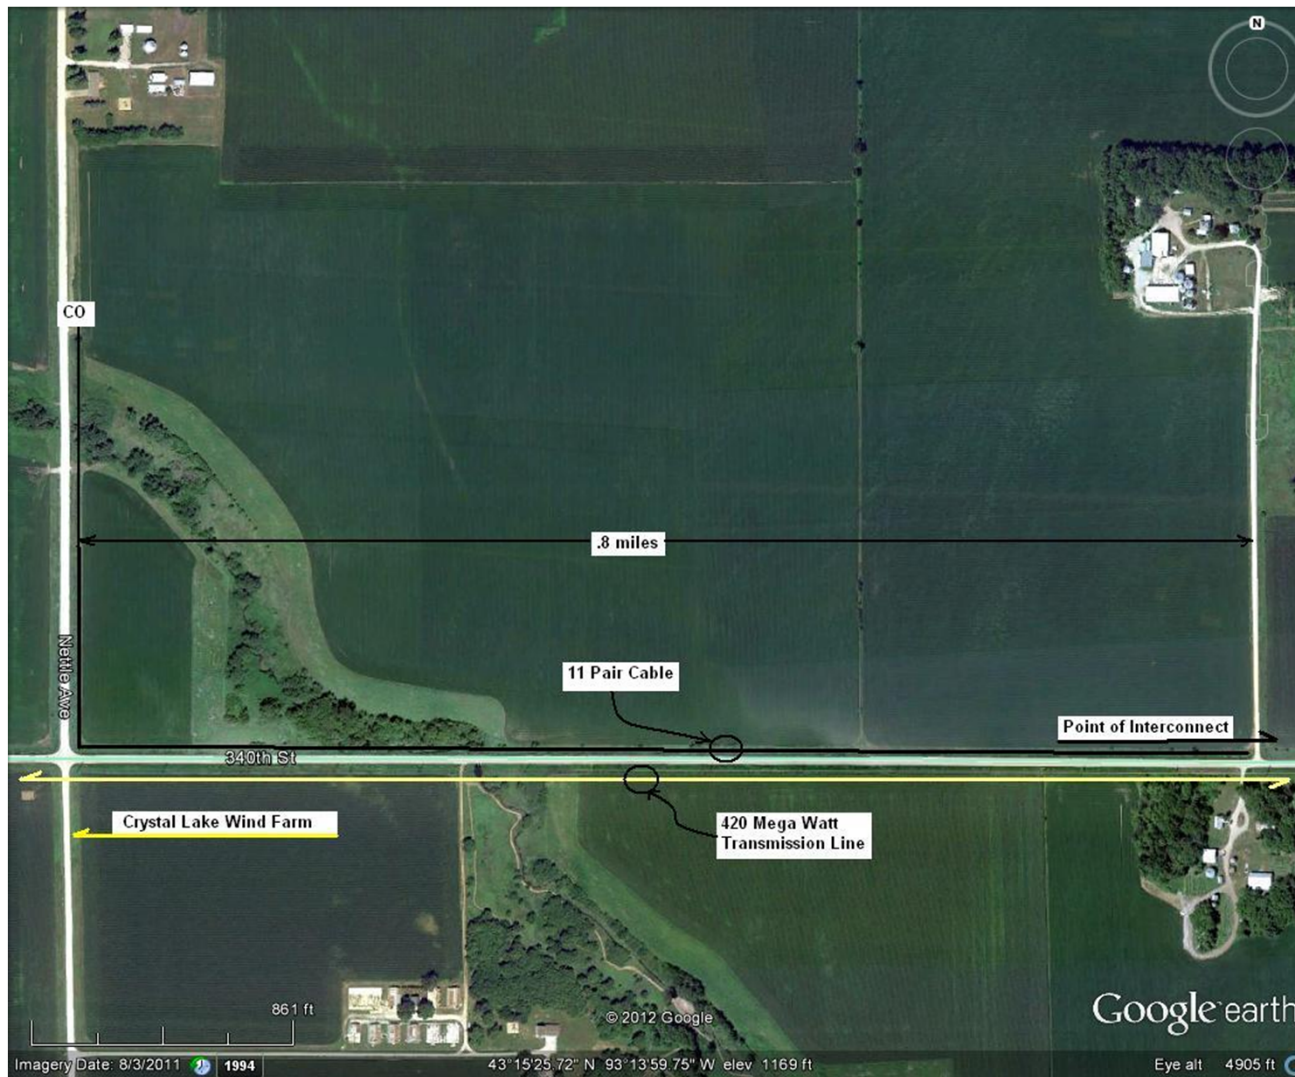 N
CO
.8 miles
Nettle Ave
11 Pair Cable
Point of Interconnect
340th St
Crystal Lake Wind Farm
420 Mega Watt
Transmission Line
861 ft
© 2012 Google
Google earth
Imagery Date: 8/3/2011 1994 43°15'25.72" N 93°13'59.75" W elev 1169 ft Eye alt 4905 ft